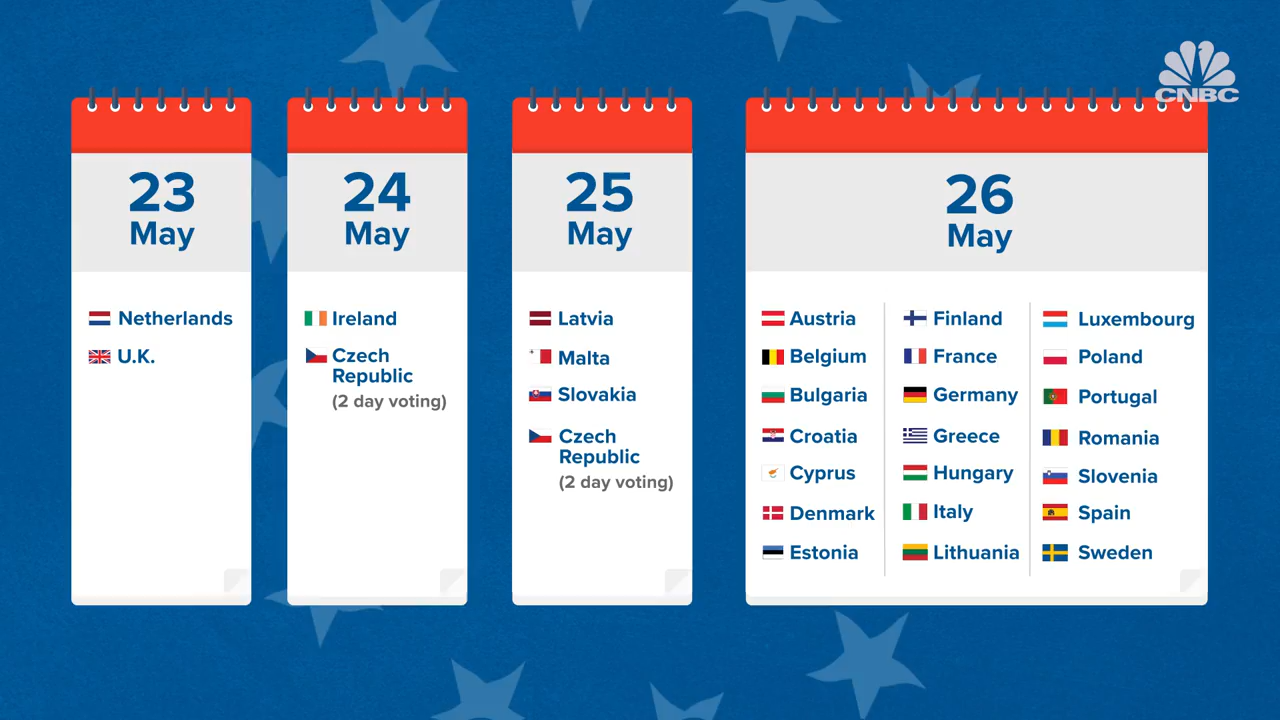 CNBC
23
May
Netherlands
U.K.
24
May
Ireland
Czech
Republic
(2 day voting)
25
May
Latvia
Malta
Slovakia
Czech
Republic
(2 day voting)
26
May
Austria
Belgium
Bulgaria
Croatia
Cyprus
Denmark
Estonia
Finland
France
Germany
Greece
Hungary
Italy
Lithuania
Luxembourg
Poland
Portugal
Romania
Slovenia
Spain
Sweden